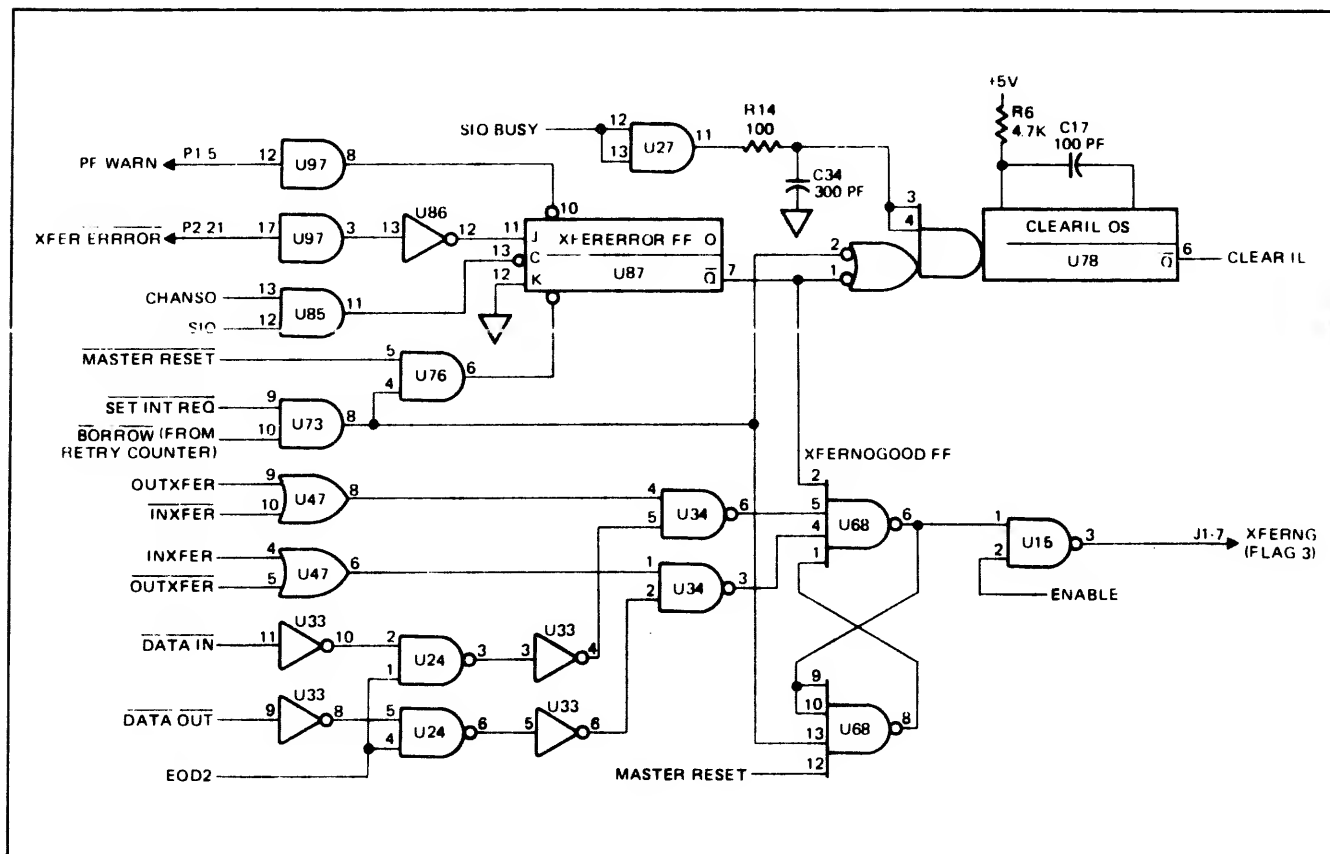 +5V
R6
4.7K
C17
100 PF
R14
100
SIO BUSY
12
13
U27
11
C34
300 PF
PF WARN
P1 5
12
U97
8
10
XFER ERRROR
P2 21
17
U97
3
13
U86
12
11
J
XFERERROR FF
Q
13
C
12
K
U87
Q
7
3
4
2
1
CLEARIL OS
U78
Q
6
CLEAR IL
CHANSO
13
SIO
12
U85
11
MASTER RESET
5
4
U76
6
SET INT REQ
9
BORROW (FROM
RETRY COUNTER)
10
U73
8
XFERNOGOOD FF
OUTXFER
9
INXFER
10
U47
8
4
5
U34
6
2
5
4
1
U68
6
1
2
U15
3
J1-7
XFERNG
(FLAG 3)
ENABLE
INXFER
4
OUTXFER
5
U47
6
1
2
U34
3
DATA IN
11
U33
10
2
1
U24
3
3
U33
4
DATA OUT
9
U33
8
5
4
U24
6
5
U33
6
9
10
13
12
U68
8
EOD2
MASTER RESET